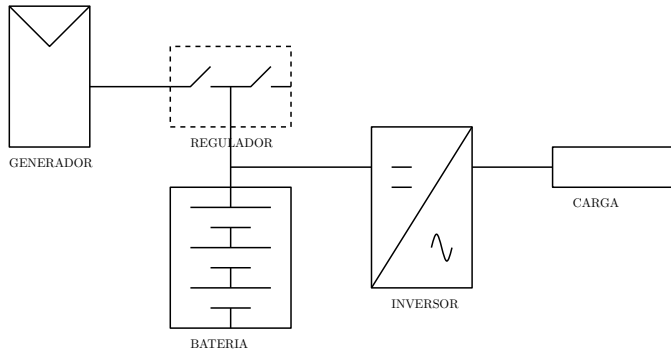 REGULADOR
GENERADOR
CARGA
INVERSOR
BATERIA